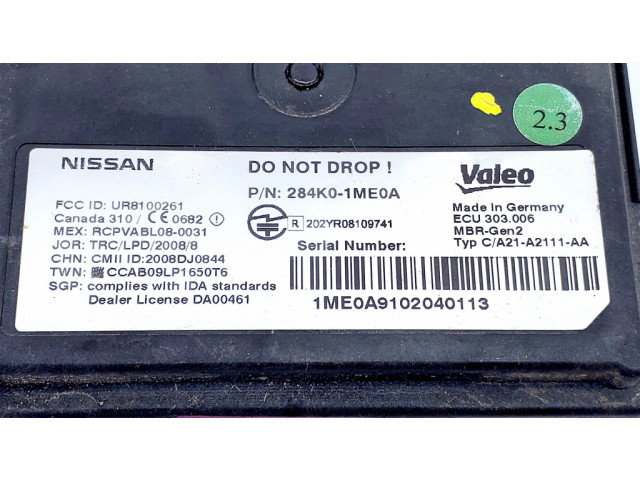 2.3
NISSAN
DO NOT DROP !
Valeo
P/N: 284K0-1ME0A
FCC ID: UR8100261
Canada 310 / CE 0682 !
MEX: RCPVABL08-0031
JOR: TRC/LPD/2008/8
CHN: CMII ID:2008DJ0844
TWN: CCAB09LP1650T6
SGP: complies with IDA standards
Dealer License DA00461
R 202YR08109741
Made in Germany
ECU 303.006
MBR-Gen2
Typ C/A21-A2111-AA
Serial Number:
1ME0A9102040113